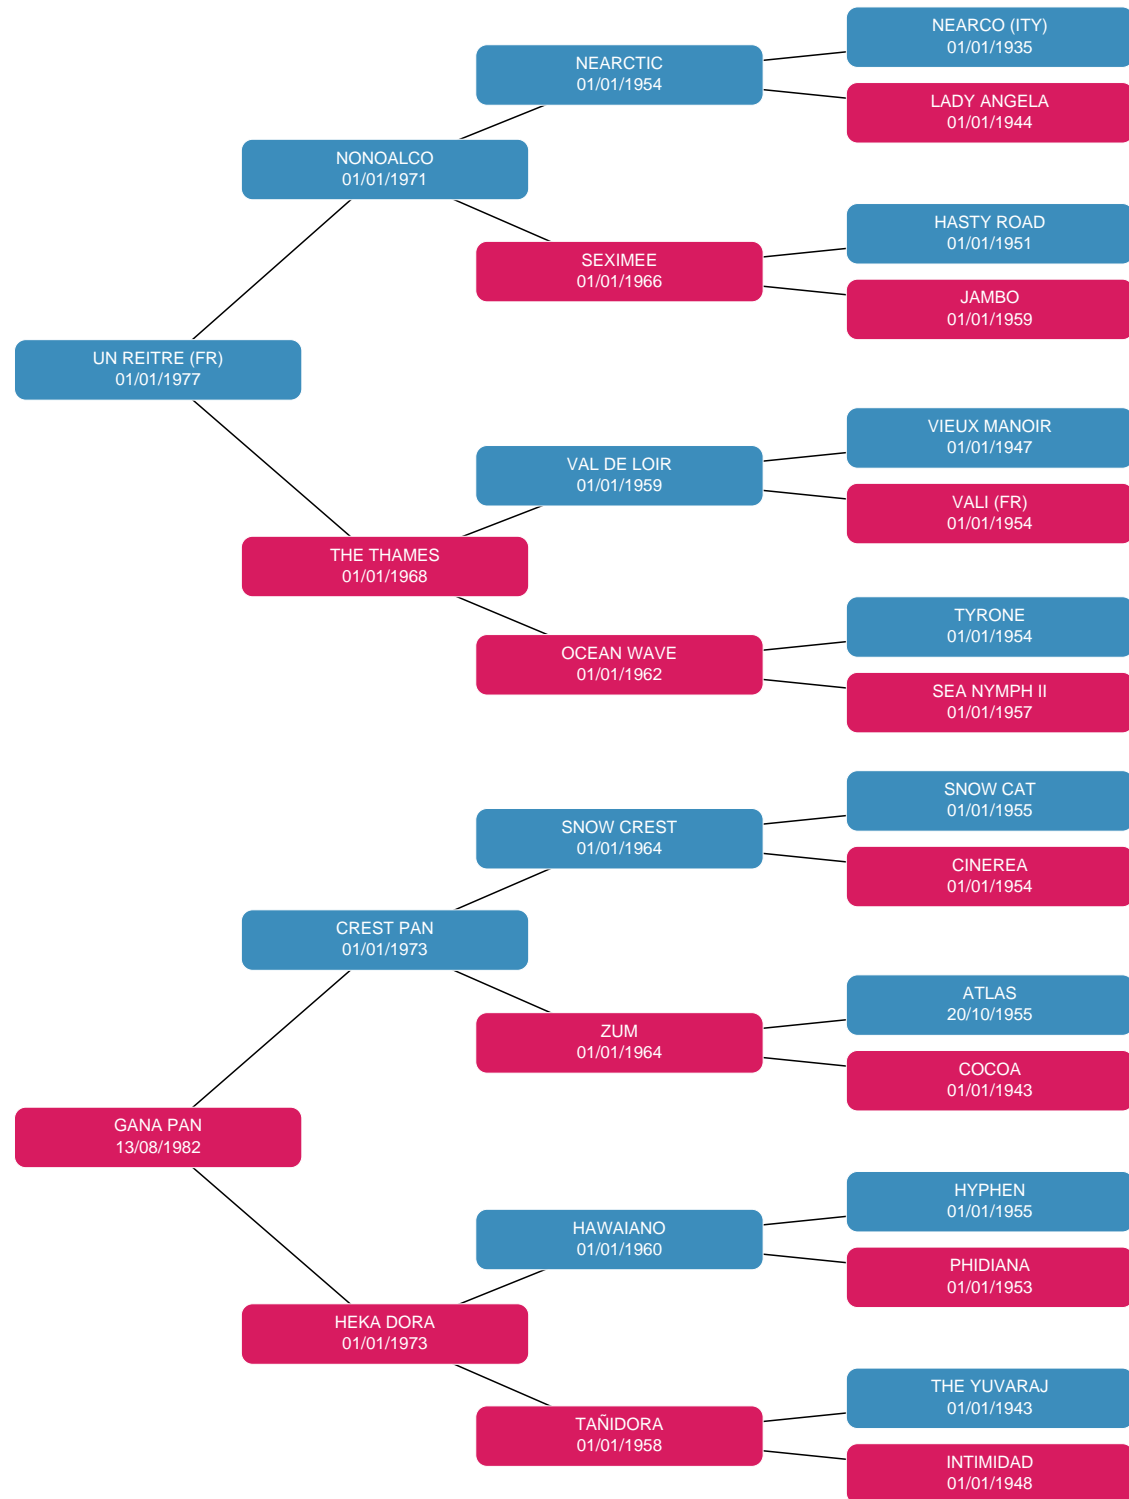 NEARCO (ITY)
01/01/1935
NEARCTIC
01/01/1954
LADY ANGELA
01/01/1944
NONOALCO
01/01/1971
HASTY ROAD
01/01/1951
SEXIMEE
01/01/1966
JAMBO
01/01/1959
UN REITRE (FR)
01/01/1977
VIEUX MANOIR
01/01/1947
VAL DE LOIR
01/01/1959
VALI (FR)
01/01/1954
THE THAMES
01/01/1968
TYRONE
01/01/1954
OCEAN WAVE
01/01/1962
SEA NYMPH II
01/01/1957
SNOW CAT
01/01/1955
SNOW CREST
01/01/1964
CINEREA
01/01/1954
CREST PAN
01/01/1973
ATLAS
20/10/1955
ZUM
01/01/1964
COCOA
01/01/1943
GANA PAN
13/08/1982
HYPHEN
01/01/1955
HAWAIANO
01/01/1960
PHIDIANA
01/01/1953
HEKA DORA
01/01/1973
THE YUVARAJ
01/01/1943
TAÑIDORA
01/01/1958
INTIMIDAD
01/01/1948